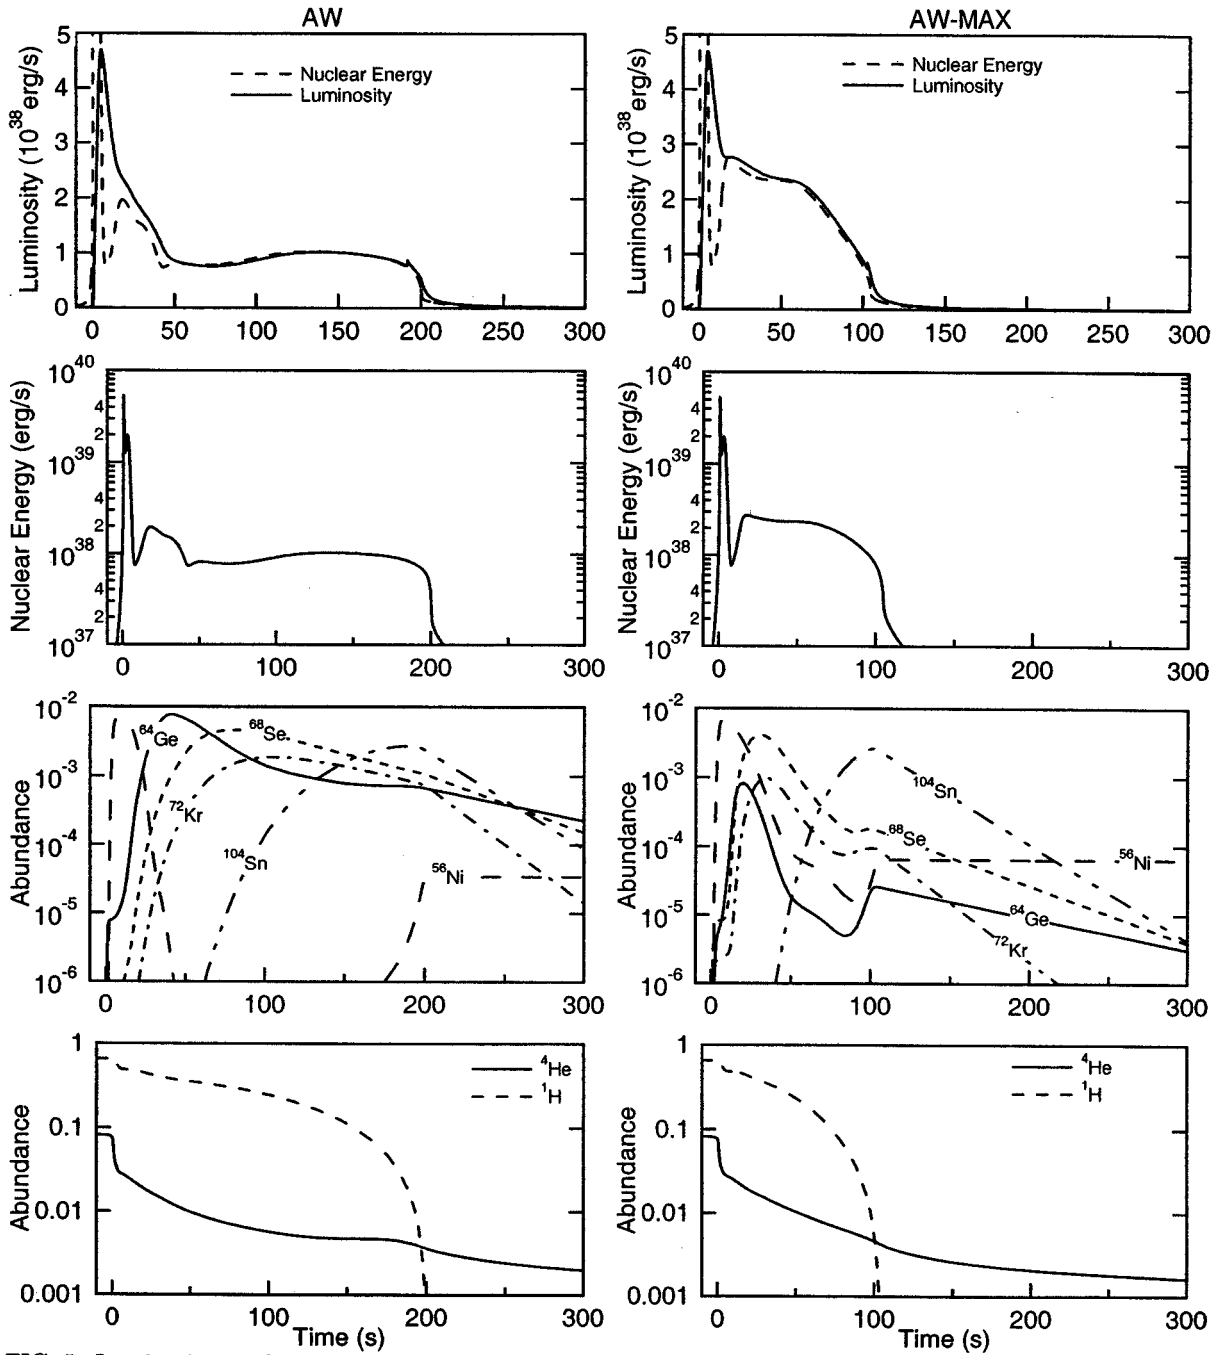 AW
AW-MAX
5
4
3
2
1
0
Luminosity (10^38 erg/s)
Nuclear Energy
Luminosity
0 50 100 150 200 250 300
5
4
3
2
1
0
Luminosity (10^38 erg/s)
Nuclear Energy
Luminosity
0 50 100 150 200 250 300
10^40
4
2
10^39
4
2
10^38
4
2
10^37
Nuclear Energy (erg/s)
0 100 200 300
10^40
4
2
10^39
4
2
10^38
4
2
10^37
Nuclear Energy (erg/s)
0 100 200 300
10^-2
10^-3
10^-4
10^-5
10^-6
Abundance
^64Ge
^68Se
^72Kr
^104Sn
^56Ni
0 100 200 300
10^-2
10^-3
10^-4
10^-5
10^-6
Abundance
^104Sn
^68Se
^56Ni
^64Ge
^72Kr
0 100 200 300
1
0.1
0.01
0.001
Abundance
^4He
^1H
0 100 200 300
Time (s)
1
0.1
0.01
0.001
Abundance
^4He
^1H
0 100 200 300
Time (s)